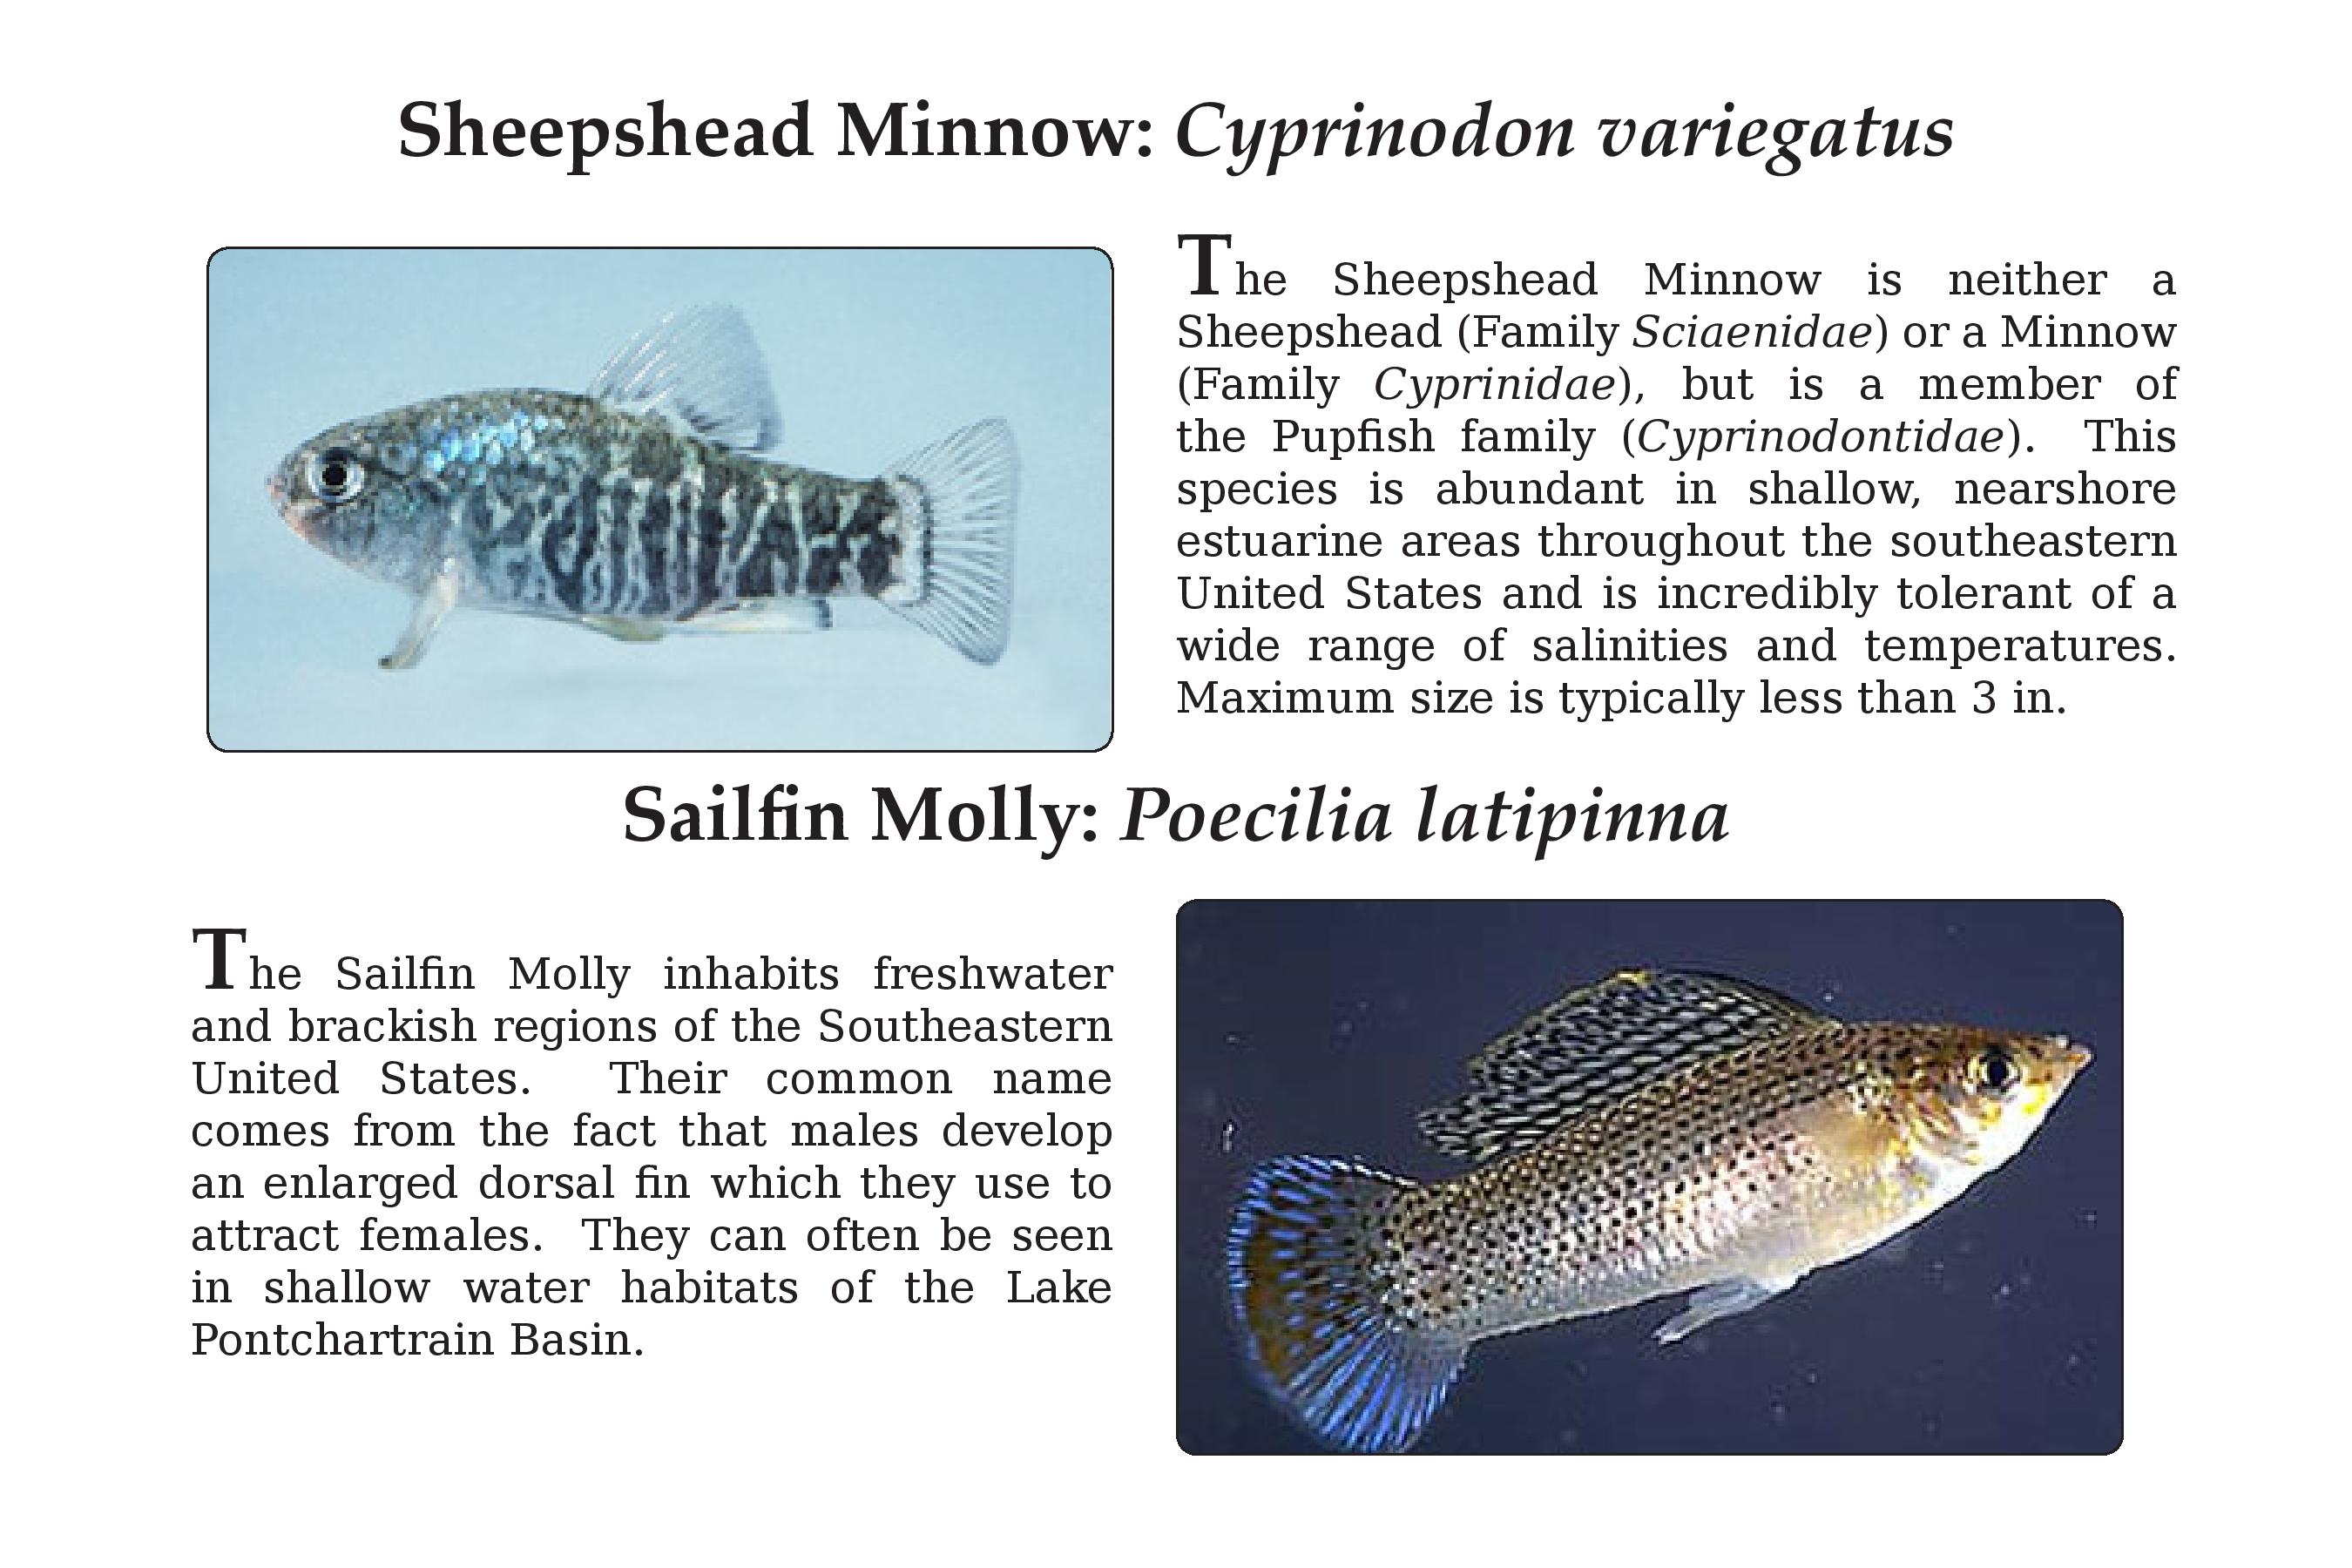 Sheepshead Minnow: Cyprinodon variegatus
The Sheepshead Minnow is neither a
Sheepshead (Family Sciaenidae) or a Minnow
(Family Cyprinidae), but is a member of
the Pupfish family (Cyprinodontidae). This
species is abundant in shallow, nearshore
estuarine areas throughout the southeastern
United States and is incredibly tolerant of a
wide range of salinities and temperatures.
Maximum size is typically less than 3 in.
Sailfin Molly: Poecilia latipinna
The Sailfin Molly inhabits freshwater
and brackish regions of the Southeastern
United States. Their common name
comes from the fact that males develop
an enlarged dorsal fin which they use to
attract females. They can often be seen
in shallow water habitats of the Lake
Pontchartrain Basin.